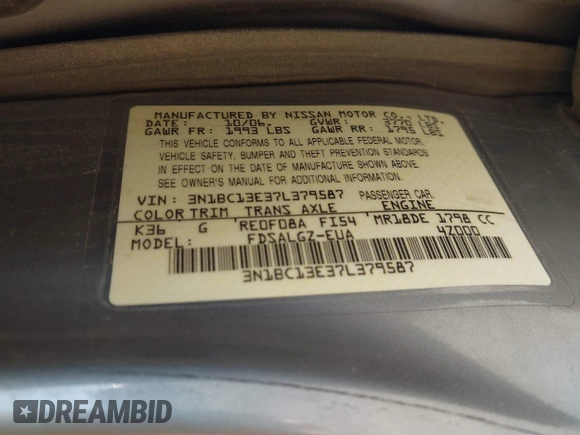 MANUFACTURED BY NISSAN MOTOR CO., LTD.
DATE: 10/06. GVWR: LBS
GAWR FR: 1993 LBS GAWR RR: 1795 LBS
THIS VEHICLE CONFORMS TO ALL APPLICABLE FEDERAL MOTOR
VEHICLE SAFETY, BUMPER AND THEFT PREVENTION STANDARDS
IN EFFECT ON THE DATE OF MANUFACTURE SHOWN ABOVE.
SEE OWNER'S MANUAL FOR ADDITIONAL INFORMATION.
VIN: 3N1BC13E37L379587 PASSENGER CAR
COLOR TRIM TRANS AXLE ENGINE
K36 G RE0F08A FI54 MR18DE 1798 CC
MODEL: FDSALGZ-EUA 4Z000
3N1BC13E37L379587
DREAMBID